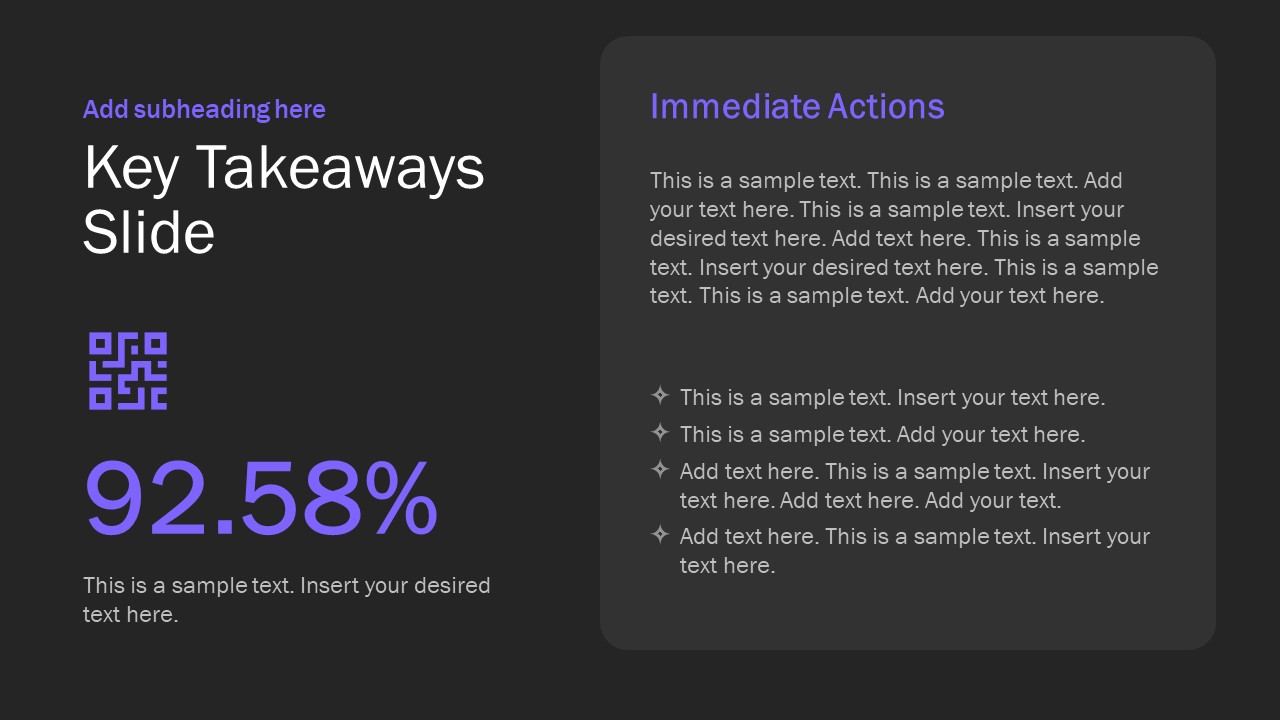 Add subheading here
Key Takeaways
Slide
92.58%
This is a sample text. Insert your desired
text here.
Immediate Actions
This is a sample text. This is a sample text. Add
your text here. This is a sample text. Insert your
desired text here. Add text here. This is a sample
text. Insert your desired text here. This is a sample
text. This is a sample text. Add your text here.
This is a sample text. Insert your text here.
This is a sample text. Add your text here.
Add text here. This is a sample text. Insert your
text here. Add text here. Add your text.
Add text here. This is a sample text. Insert your
text here.